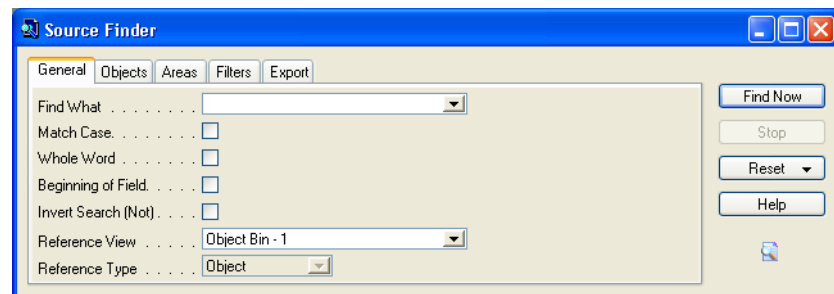 Source Finder
General Objects Areas Filters Export
Find What . . . . . . . .
Match Case. . . . . . . .
Whole Word . . . . . . .
Beginning of Field. . . . .
Invert Search (Not) . . . .
Reference View . . . . . Object Bin - 1
Reference Type . . . . . Object
Find Now
Stop
Reset
Help